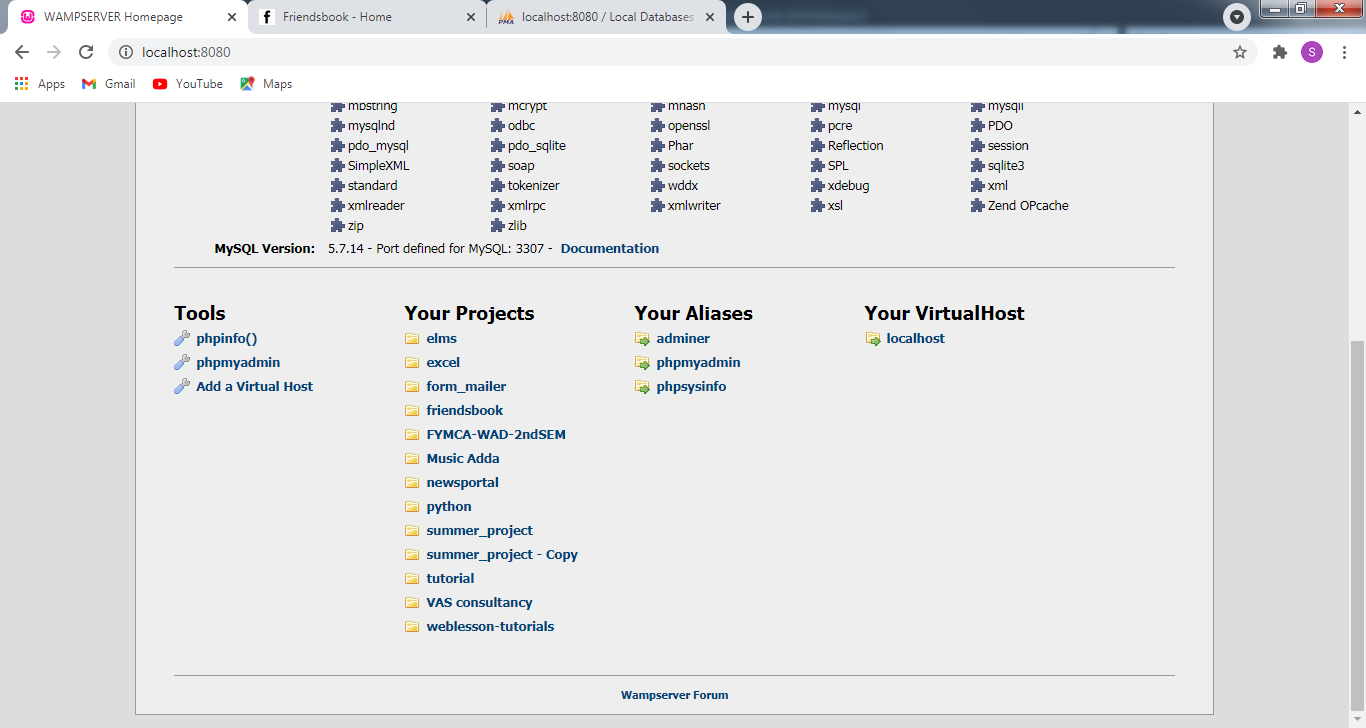 WAMPSERVER Homepage
Friendsbook - Home
localhost:8080 / Local Databases
localhost:8080
S
Apps Gmail YouTube Maps
mbstring mcrypt mhash mysql mysqli
mysqlnd odbc openssl pcre PDO
pdo_mysql pdo_sqlite Phar Reflection session
SimpleXML soap sockets SPL sqlite3
standard tokenizer wddx xdebug xml
xmlreader xmlrpc xmlwriter xsl Zend OPcache
zip zlib
MySQL Version: 5.7.14 - Port defined for MySQL: 3307 - Documentation
Tools
phpinfo()
phpmyadmin
Add a Virtual Host
Your Projects
elms
excel
form_mailer
friendsbook
FYMCA-WAD-2ndSEM
Music Adda
newsportal
python
summer_project
summer_project - Copy
tutorial
VAS consultancy
weblesson-tutorials
Your Aliases
adminer
phpmyadmin
phpsysinfo
Your VirtualHost
localhost
Wampserver Forum